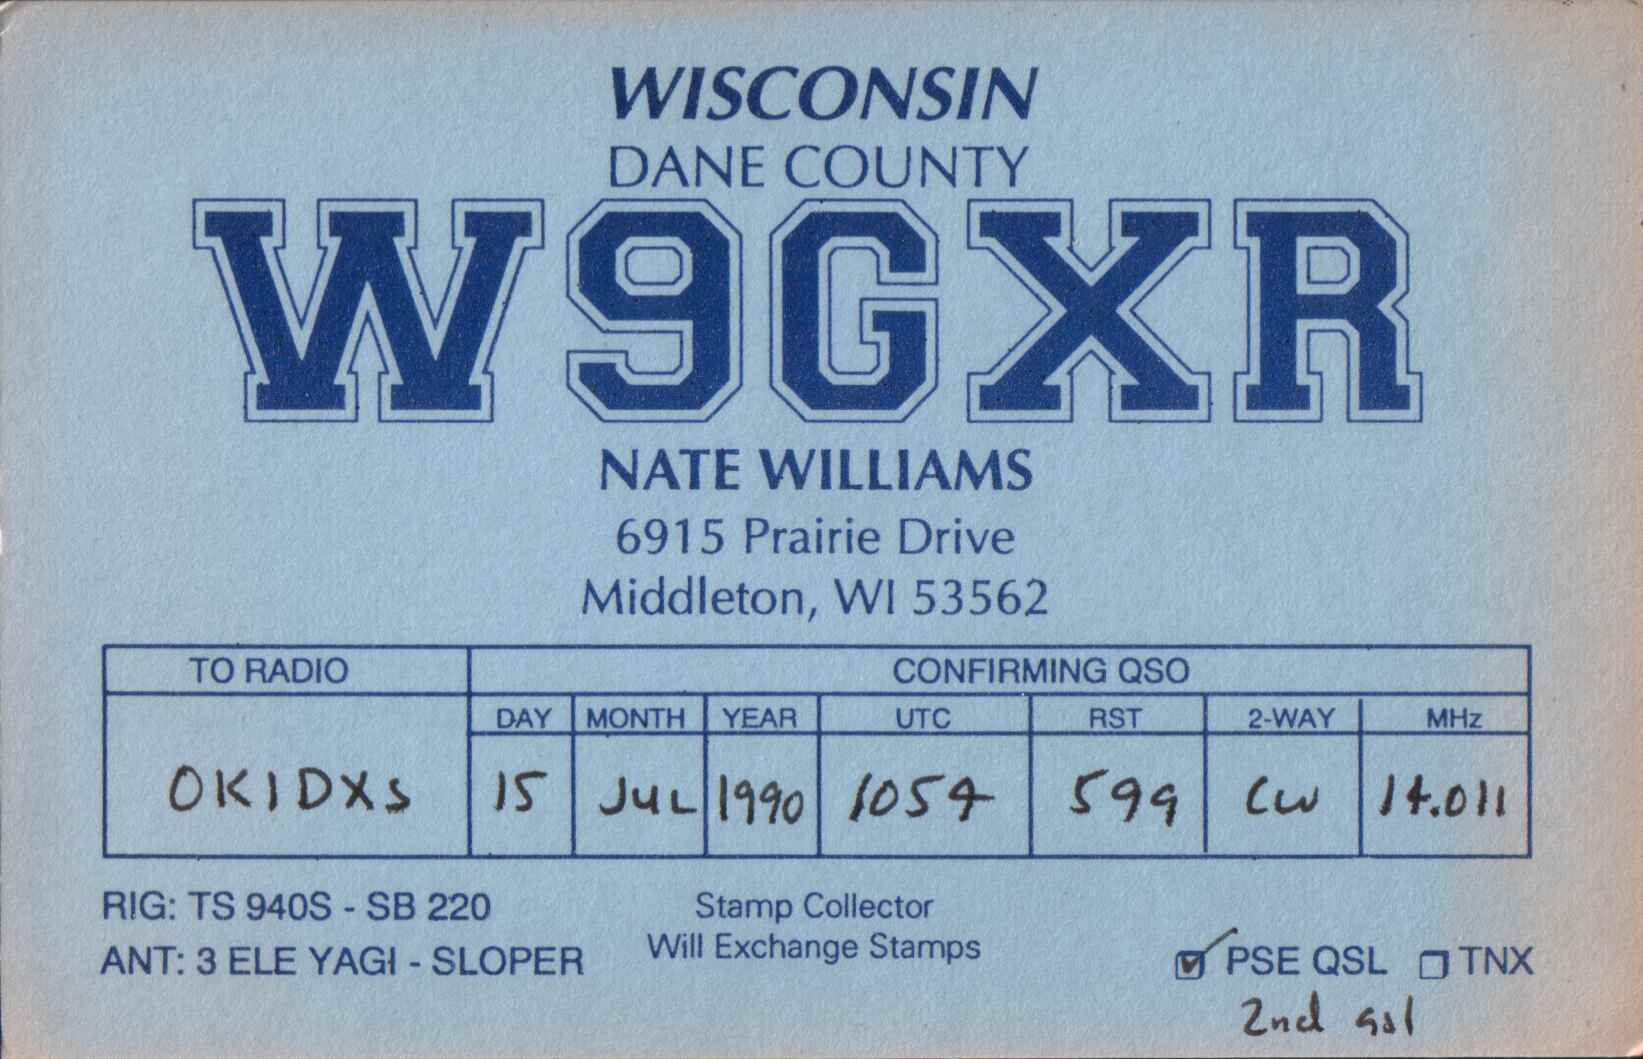 WISCONSIN
DANE COUNTY
W9GXR
NATE WILLIAMS
6915 Prairie Drive
Middleton, WI 53562
TO RADIO CONFIRMING QSO
DAY MONTH YEAR UTC RST 2-WAY MHz
OK1DXS 15 JUL 1990 1054 599 CW 14.011
RIG: TS 940S - SB 220
ANT: 3 ELE YAGI - SLOPER
Stamp Collector
Will Exchange Stamps
PSE QSL TNX
2nd qsl